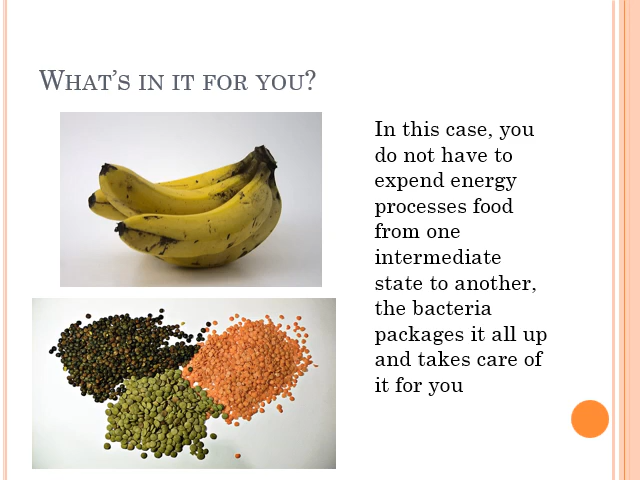 What's in it for you?
In this case, you
do not have to
expend energy
processes food
from one
intermediate
state to another,
the bacteria
packages it all up
and takes care of
it for you